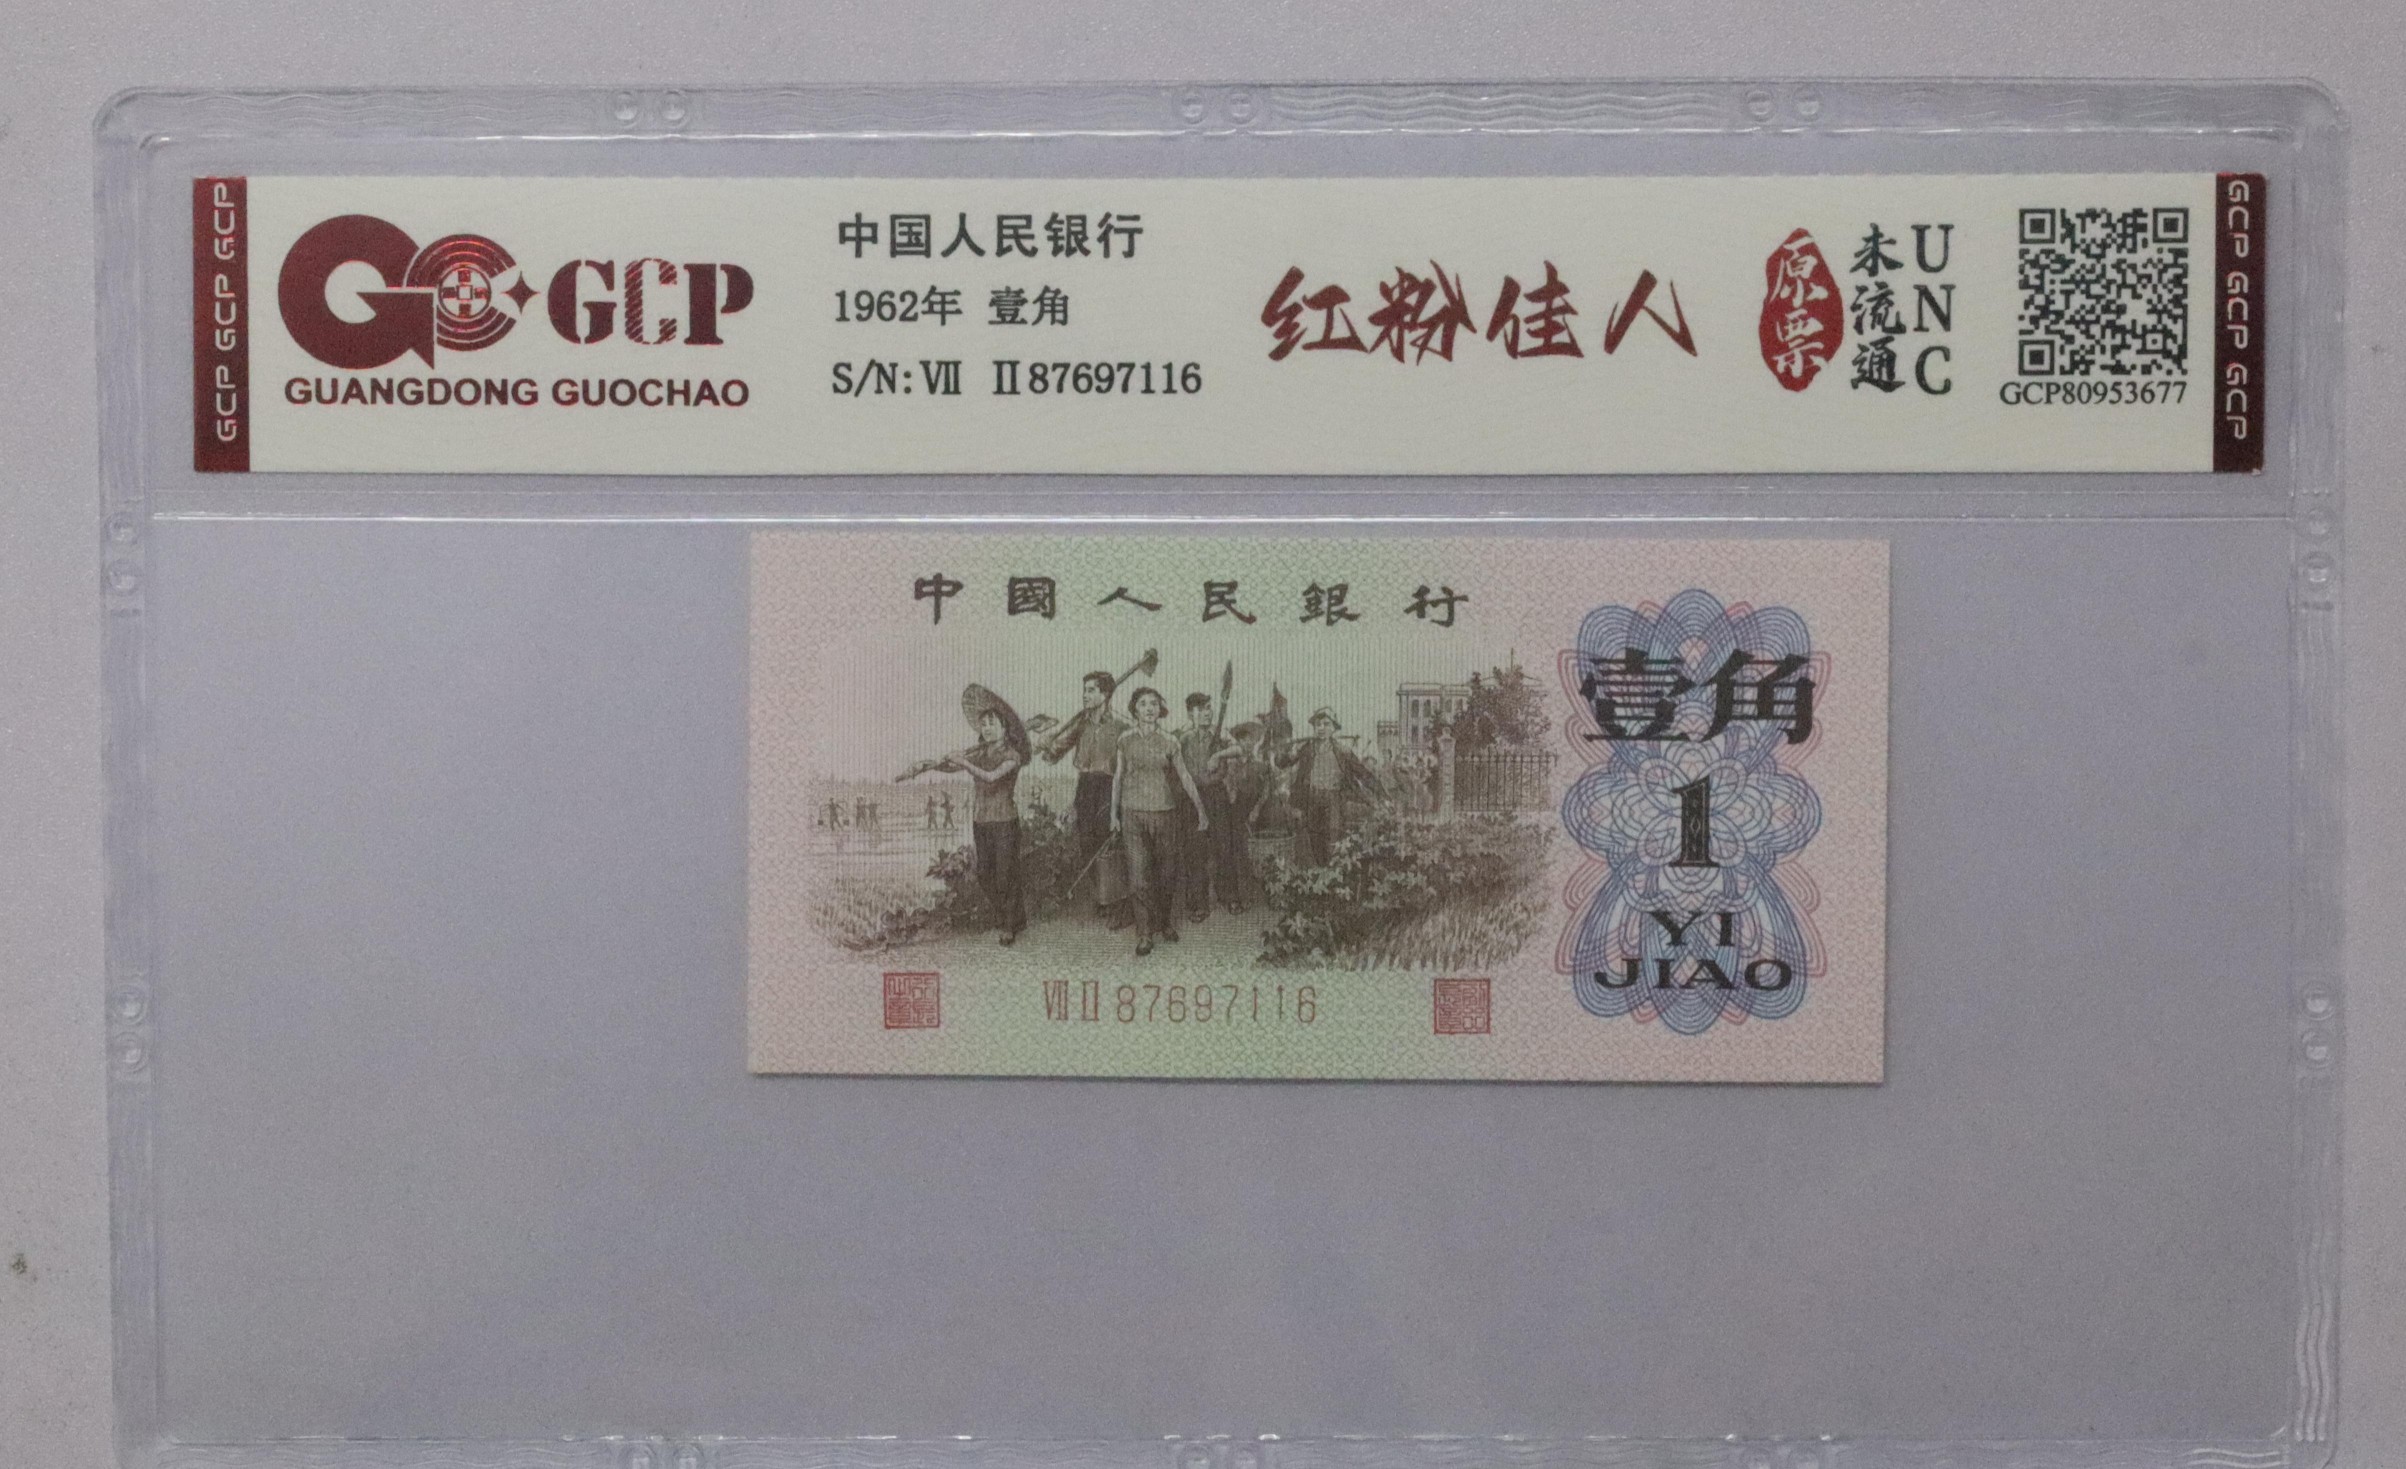 GCP GCP GCP
GCP
GUANGDONG GUOCHAO
中国人民银行
1962年 壹角
S/N: Ⅶ Ⅱ 87697116
红粉佳人
原票
未流通
UNC
GCP80953677
GCP GCP GCP
中國人民銀行
壹角
1
YI
JIAO
Ⅶ Ⅱ 87697116